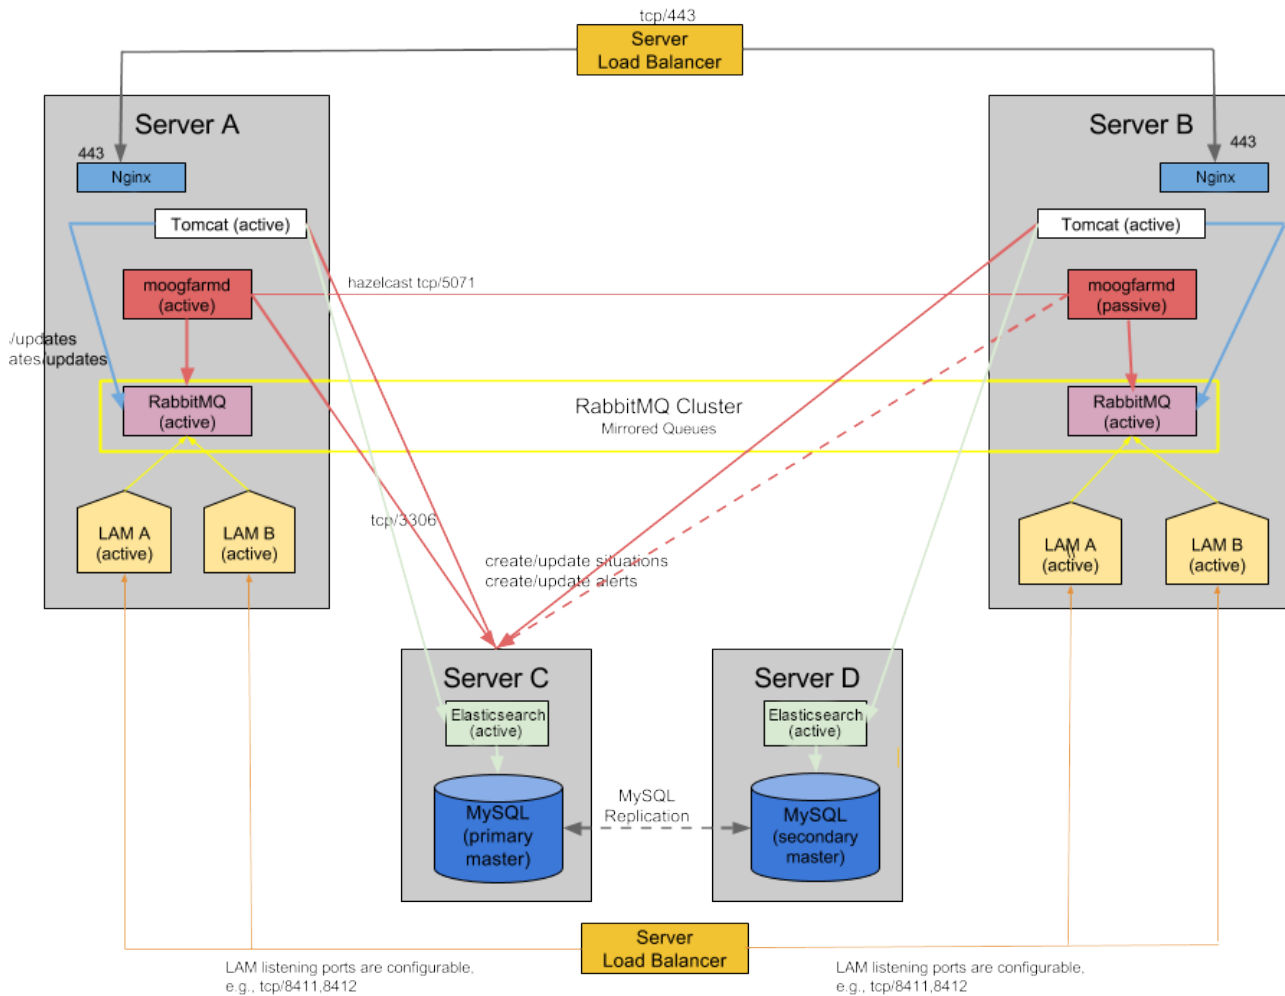 tcp/443
Server
Load Balancer
Server A
443
Nginx
Tomcat (active)
moogfarmd
(active)
./updates
ates/updates
RabbitMQ
(active)
LAM A
(active)
LAM B
(active)
Server B
443
Nginx
Tomcat (active)
moogfarmd
(passive)
RabbitMQ
(active)
LAM A
(active)
LAM B
(active)
hazelcast tcp/5071
RabbitMQ Cluster
Mirrored Queues
tcp/3306
create/update situations
create/update alerts
Server C
Elasticsearch
(active)
MySQL
(primary
master)
MySQL
Replication
Server D
Elasticsearch
(active)
MySQL
(secondary
master)
Server
Load Balancer
LAM listening ports are configurable,
e.g., tcp/8411,8412
LAM listening ports are configurable,
e.g., tcp/8411,8412